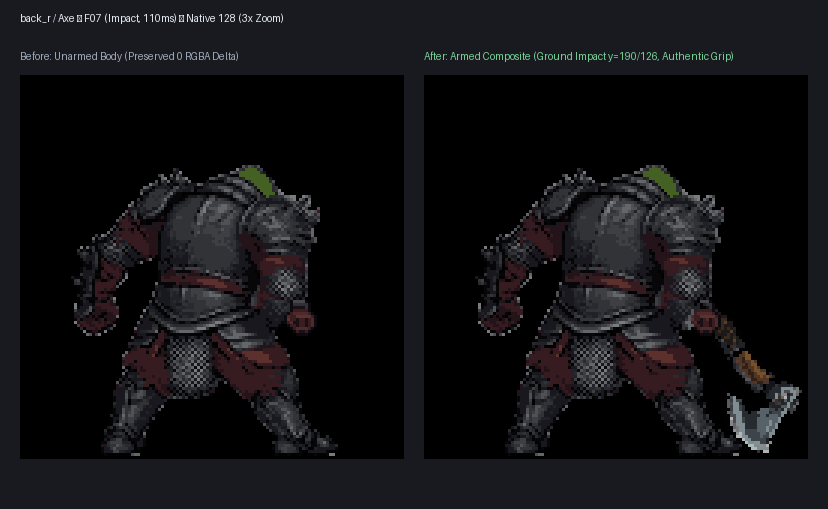 back_r / Axe □ F07 (Impact, 110ms) □ Native 128 (3x Zoom)
Before: Unarmed Body (Preserved 0 RGBA Delta)
After: Armed Composite (Ground Impact y=190/126, Authentic Grip)